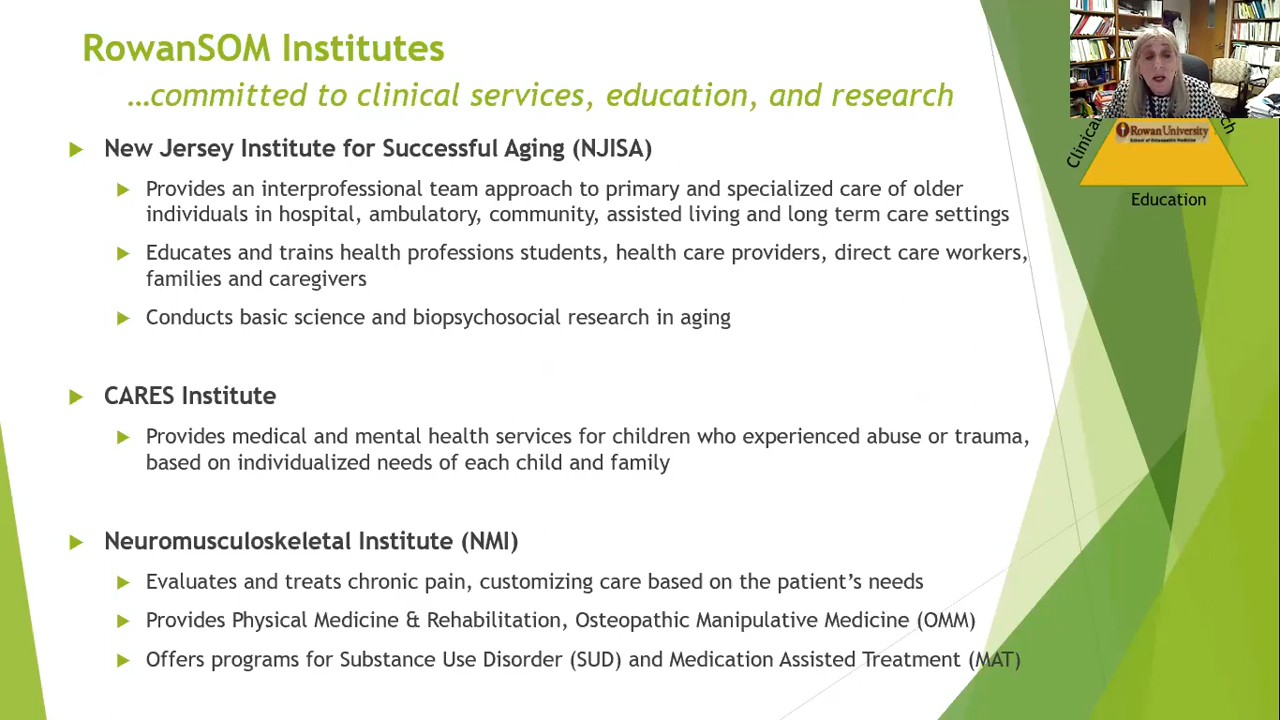 RowanSOM Institutes
…committed to clinical services, education, and research
New Jersey Institute for Successful Aging (NJISA)
Provides an interprofessional team approach to primary and specialized care of older
individuals in hospital, ambulatory, community, assisted living and long term care settings
Educates and trains health professions students, health care providers, direct care workers,
families and caregivers
Conducts basic science and biopsychosocial research in aging
CARES Institute
Provides medical and mental health services for children who experienced abuse or trauma,
based on individualized needs of each child and family
Neuromusculoskeletal Institute (NMI)
Evaluates and treats chronic pain, customizing care based on the patient’s needs
Provides Physical Medicine & Rehabilitation, Osteopathic Manipulative Medicine (OMM)
Offers programs for Substance Use Disorder (SUD) and Medication Assisted Treatment (MAT)
Clinical
Rowan University
School of Osteopathic Medicine
Education